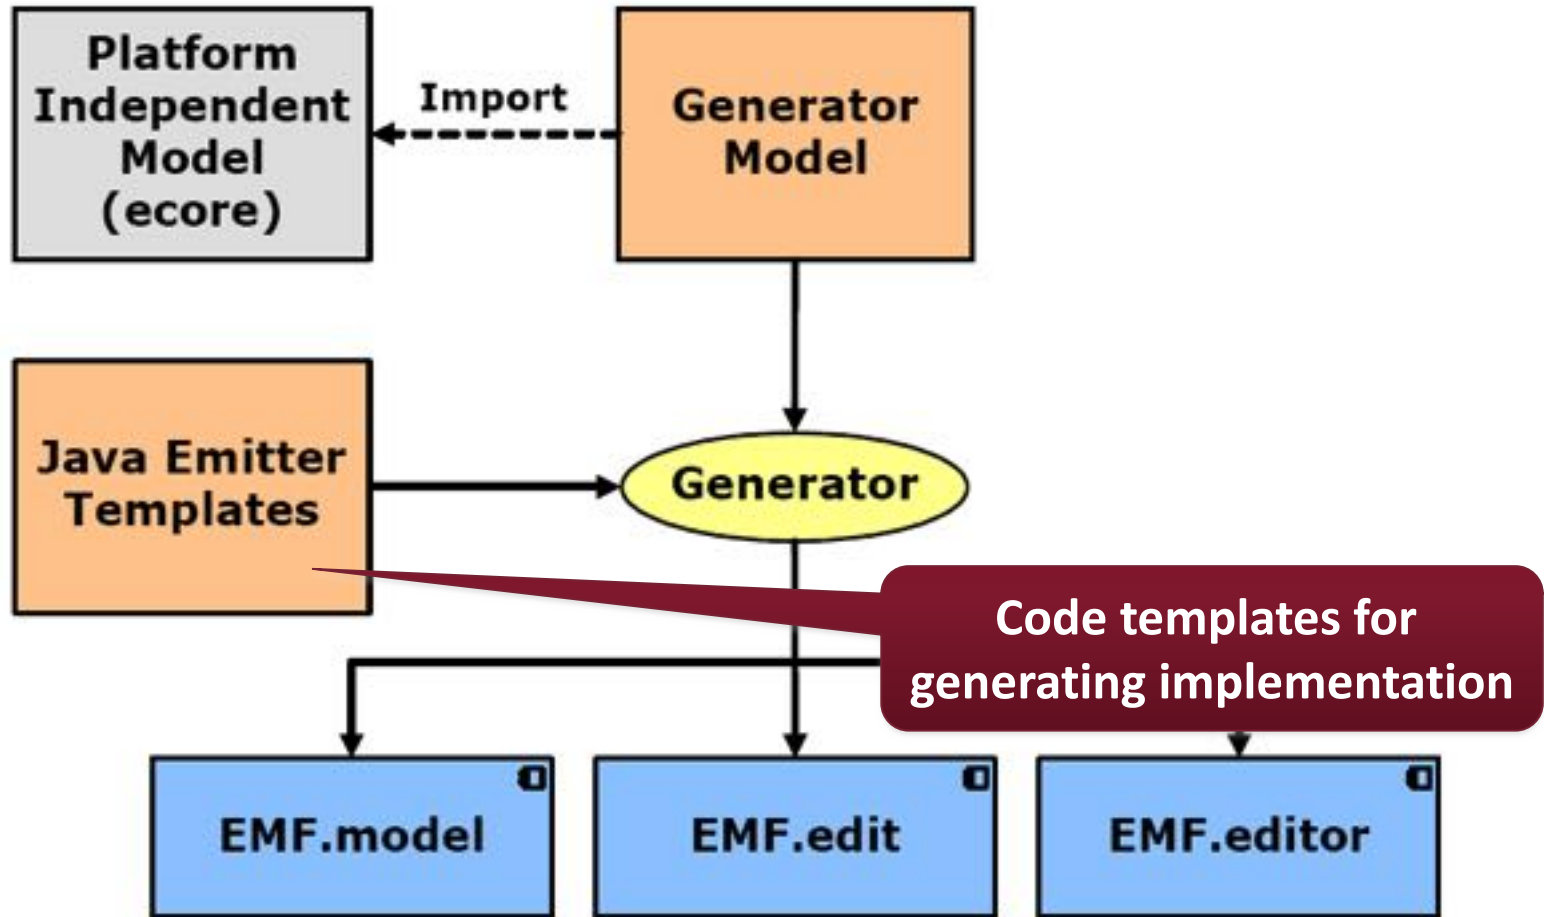 Platform
Independent
Model
(ecore)
Import
Generator
Model
Java Emitter
Templates
Generator
Code templates for
generating implementation
EMF.model
EMF.edit
EMF.editor